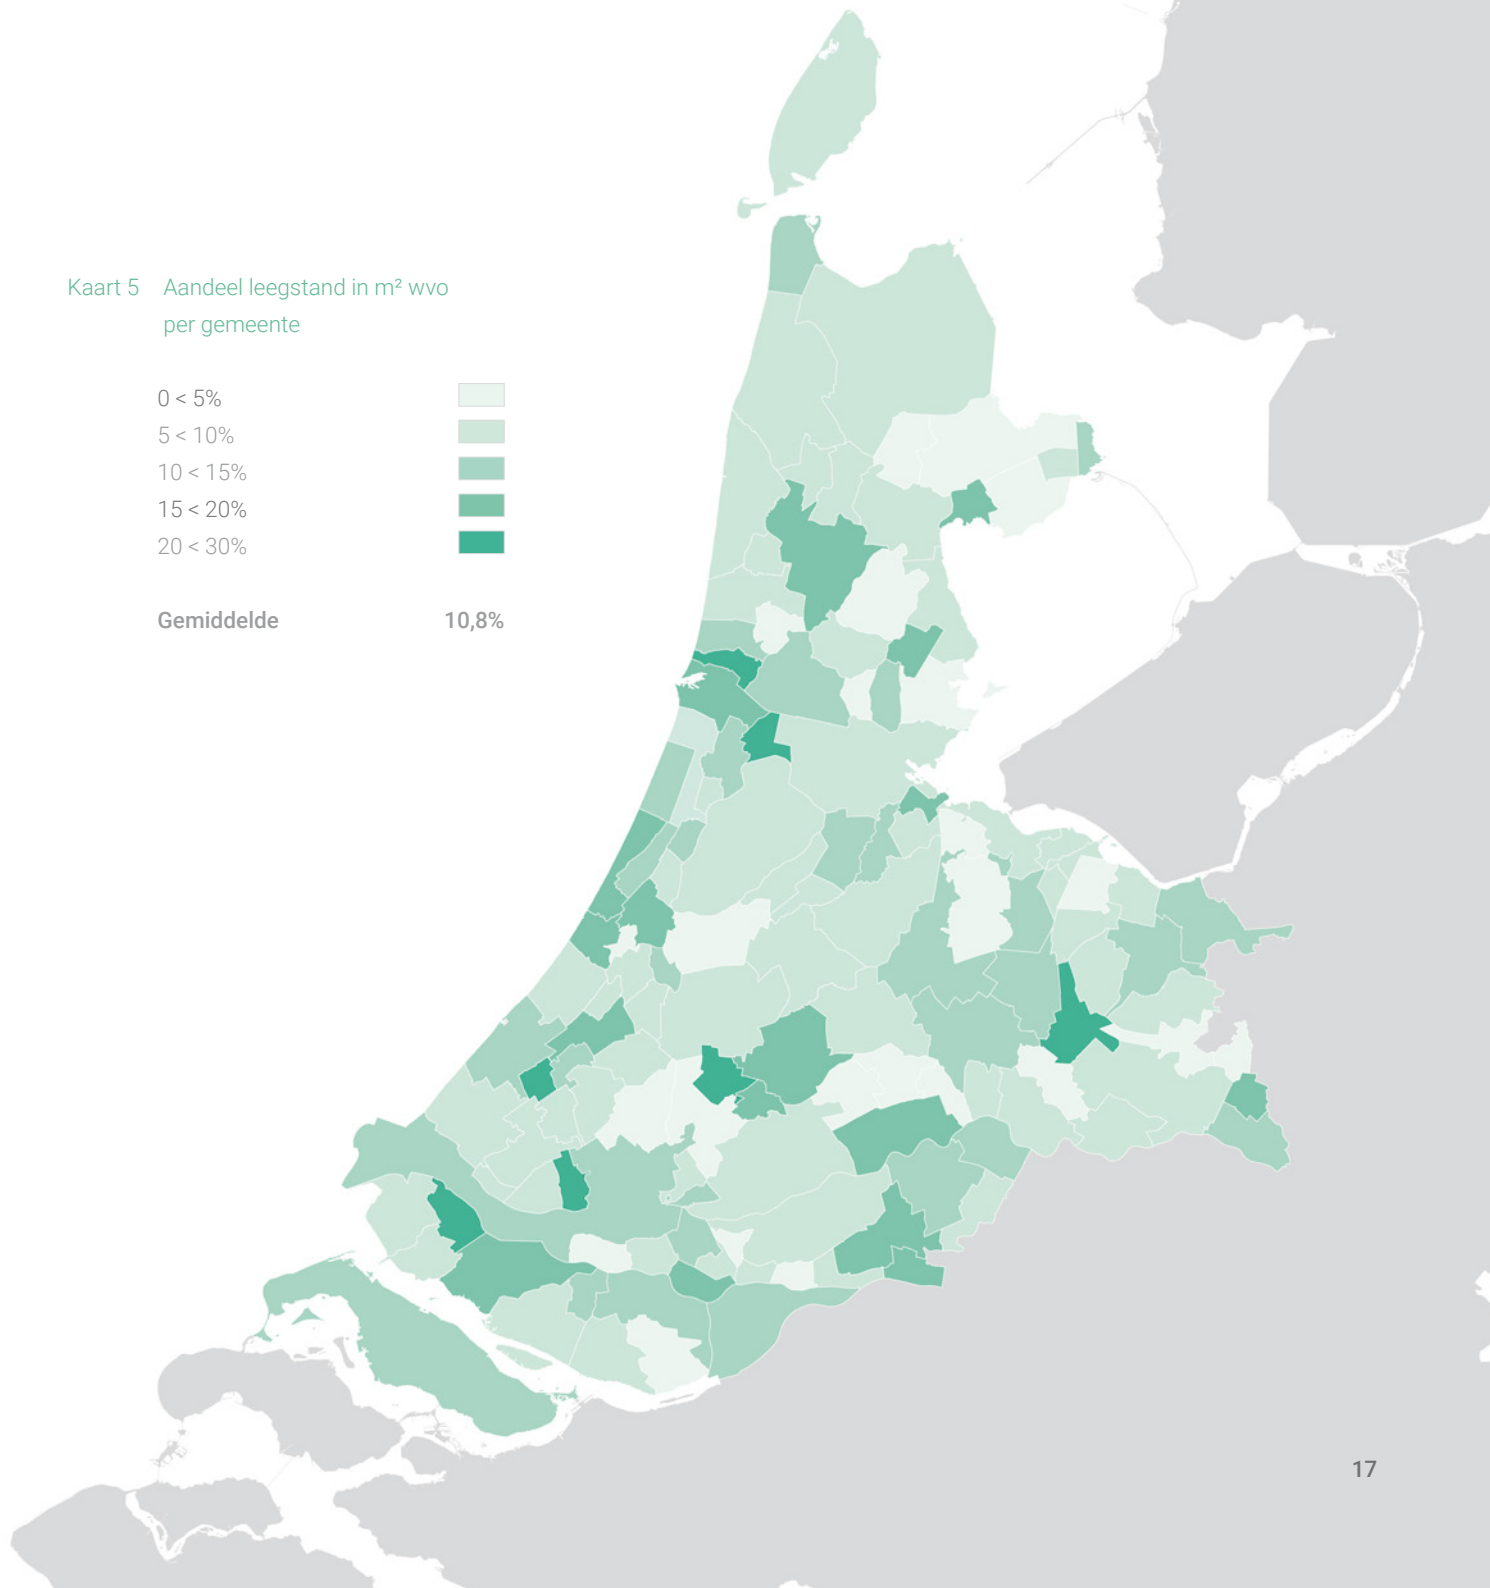 Kaart 5 Aandeel leegstand in m² wvo
per gemeente
0 < 5%
5 < 10%
10 < 15%
15 < 20%
20 < 30%
Gemiddelde 10,8%
17